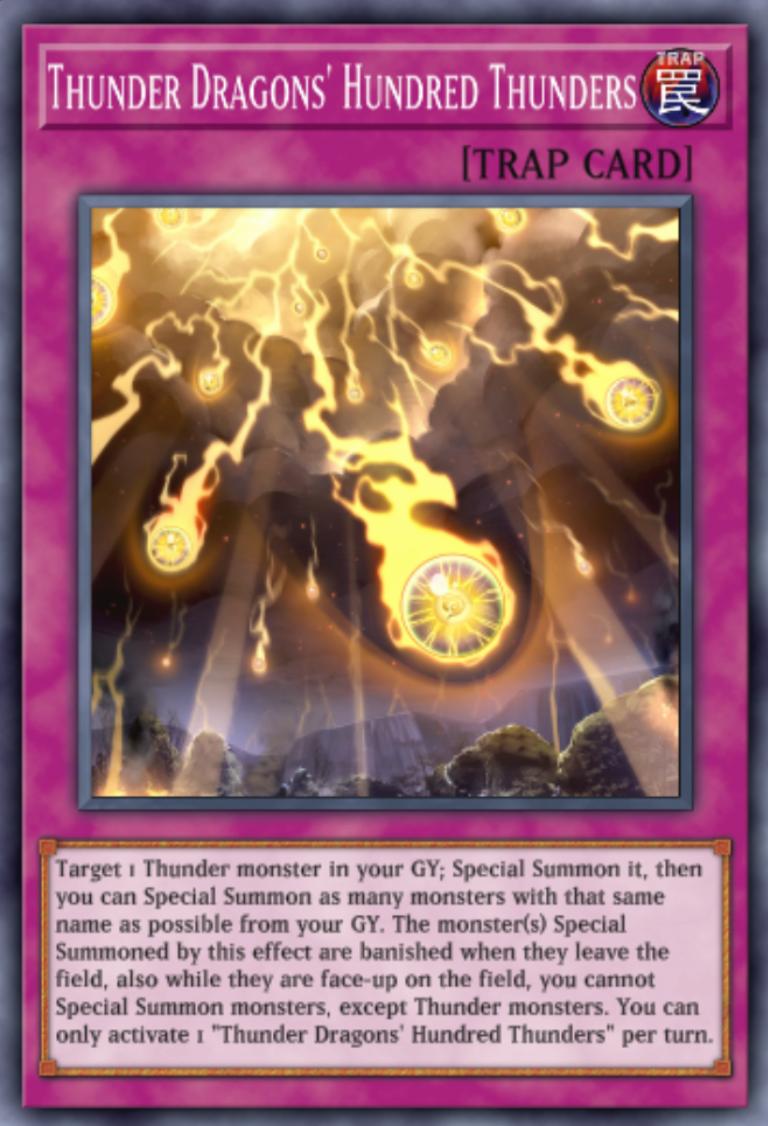 THUNDER DRAGONS' HUNDRED THUNDERS
TRAP
罠
[TRAP CARD]
Target 1 Thunder monster in your GY; Special Summon it, then
you can Special Summon as many monsters with that same
name as possible from your GY. The monster(s) Special
Summoned by this effect are banished when they leave the
field, also while they are face-up on the field, you cannot
Special Summon monsters, except Thunder monsters. You can
only activate 1 "Thunder Dragons' Hundred Thunders" per turn.